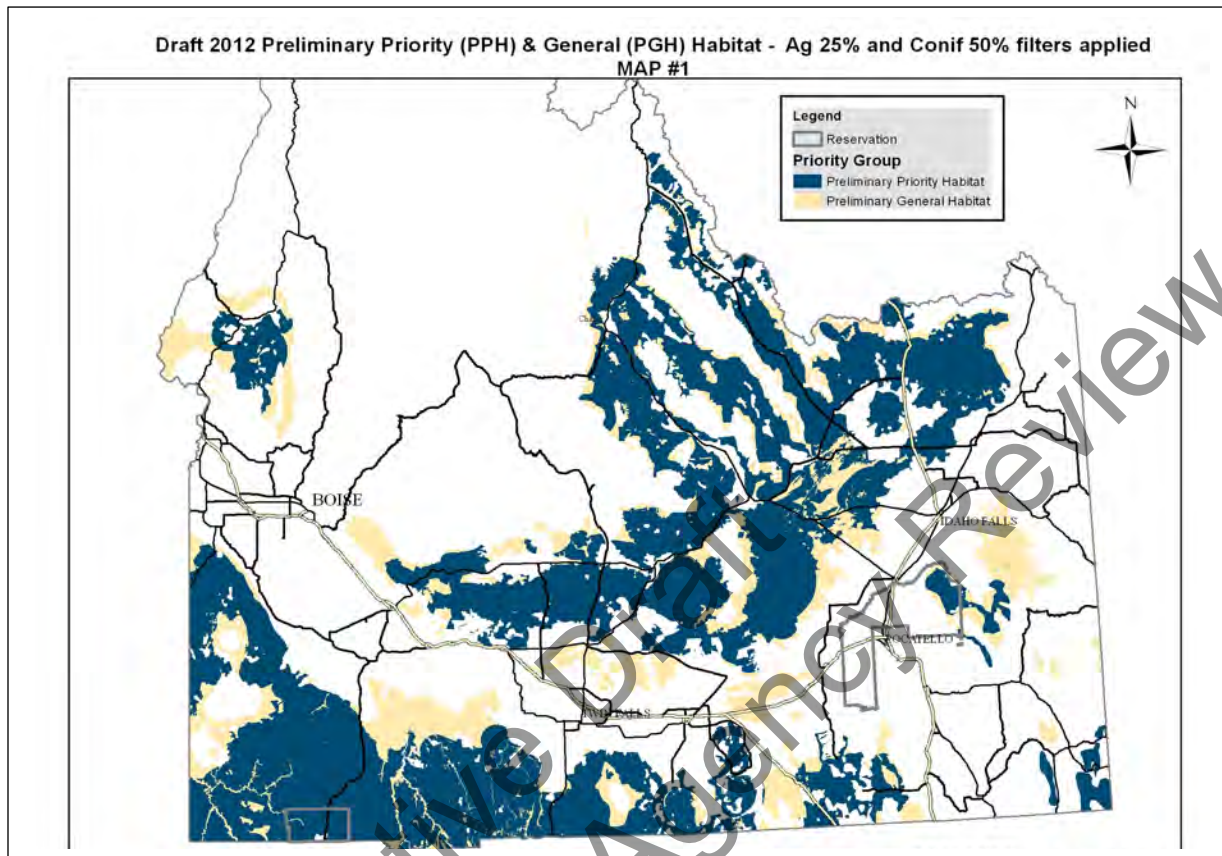 Draft 2012 Preliminary Priority (PPH) & General (PGH) Habitat - Ag 25% and Conif 50% filters applied
MAP #1
N
Legend
Reservation
Priority Group
Preliminary Priority Habitat
Preliminary General Habitat
BOISE
IDAHO FALLS
POCATELLO
TWIN FALLS
Draft
Agency Review